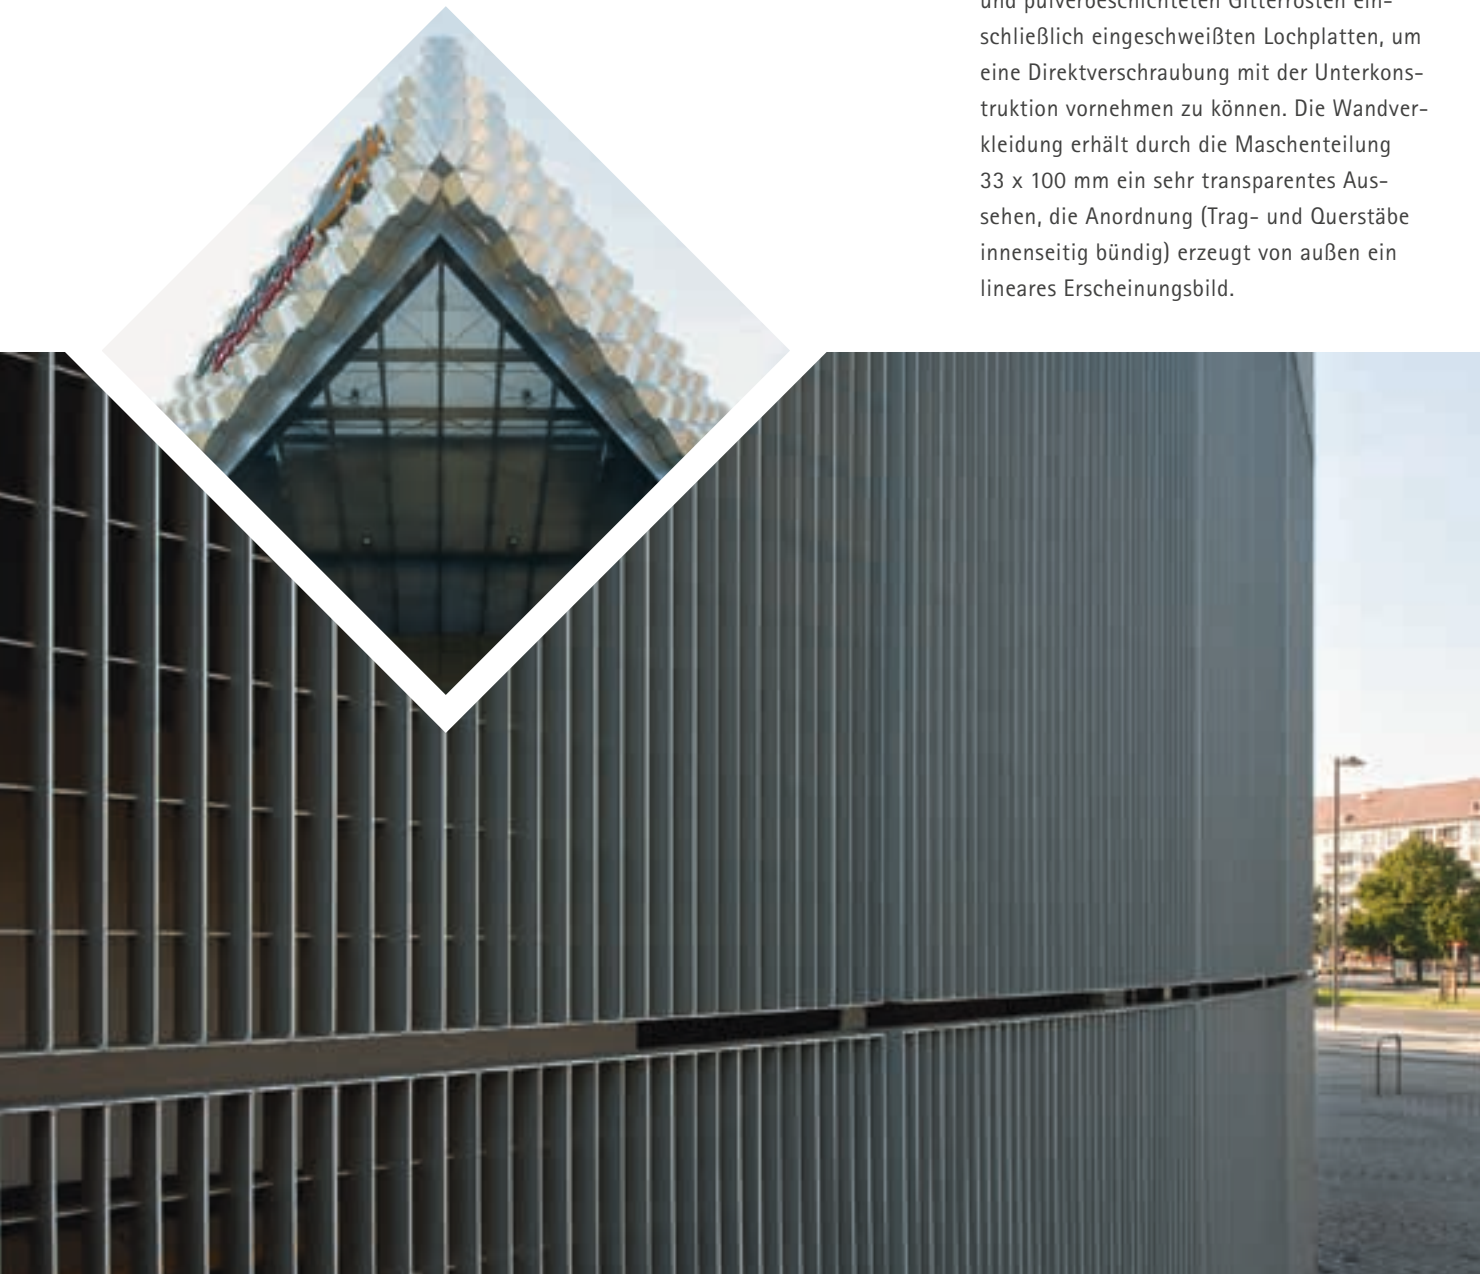 und pulverbeschichteten Gitterrosten ein-
schließlich eingeschweißten Lochplatten, um
eine Direktverschraubung mit der Unterkons-
truktion vornehmen zu können. Die Wandver-
kleidung erhält durch die Maschenteilung
33 x 100 mm ein sehr transparentes Aus-
sehen, die Anordnung (Trag- und Querstäbe
innenseitig bündig) erzeugt von außen ein
lineares Erscheinungsbild.